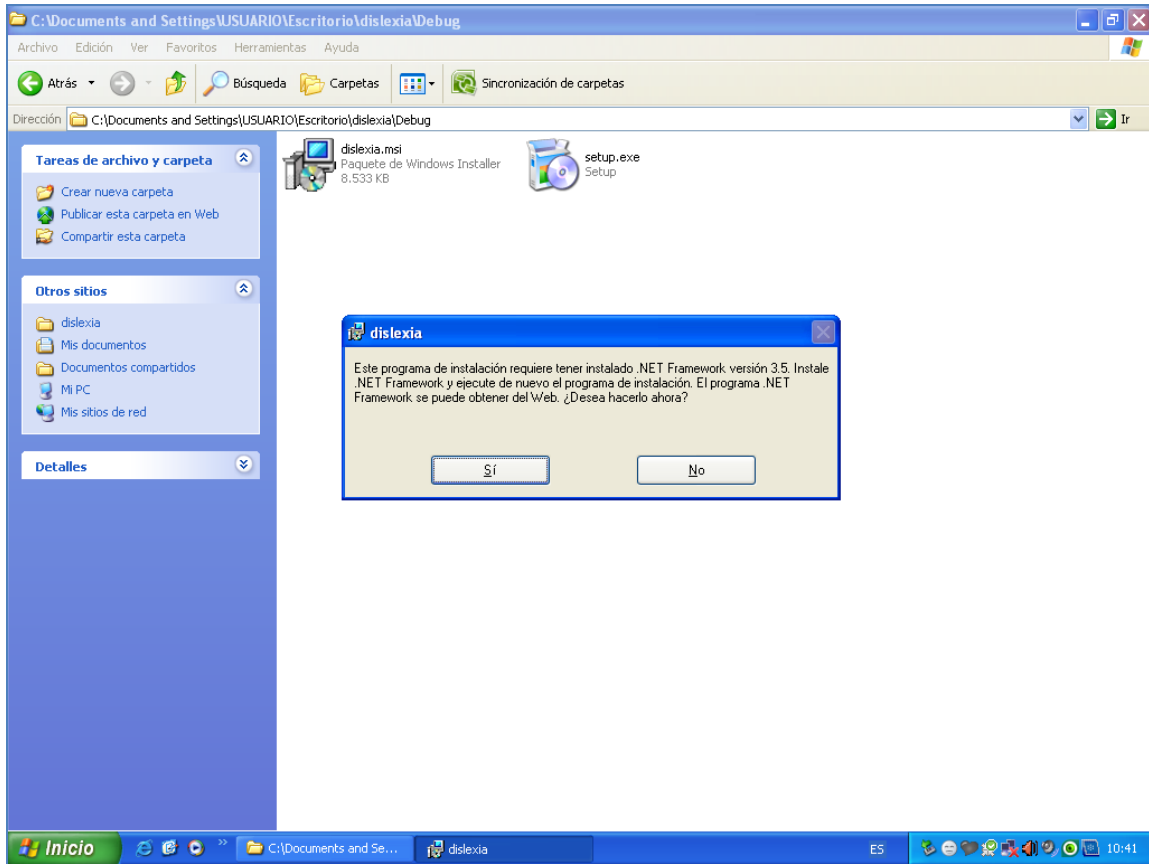 C:\Documents and Settings\USUARIO\Escritorio\dislexia\Debug
Archivo Edición Ver Favoritos Herramientas Ayuda
Atrás Búsqueda Carpetas Sincronización de carpetas
Dirección C:\Documents and Settings\USUARIO\Escritorio\dislexia\Debug Ir
Tareas de archivo y carpeta
Crear nueva carpeta
Publicar esta carpeta en Web
Compartir esta carpeta
Otros sitios
dislexia
Mis documentos
Documentos compartidos
Mi PC
Mis sitios de red
Detalles
dislexia.msi
Paquete de Windows Installer
8.533 KB
setup.exe
Setup
dislexia
Este programa de instalación requiere tener instalado .NET Framework versión 3.5. Instale
.NET Framework y ejecute de nuevo el programa de instalación. El programa .NET
Framework se puede obtener del Web. ¿Desea hacerlo ahora?
Sí No
Inicio C:\Documents and Se... dislexia ES 10:41